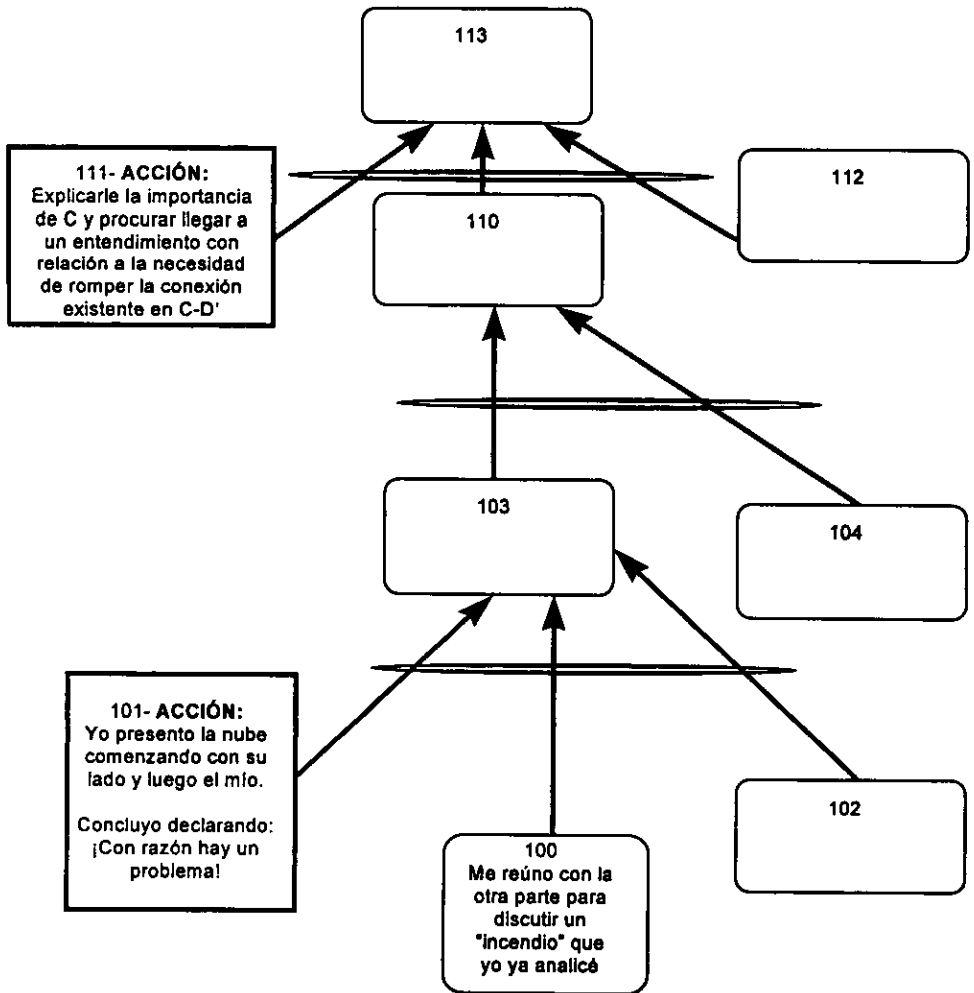 113
111- ACCIÓN:
Explicarle la importancia
de C y procurar llegar a
un entendimiento con
relación a la necesidad
de romper la conexión
existente en C-D'
112
110
103
104
101- ACCIÓN:
Yo presento la nube
comenzando con su
lado y luego el mío.
Concluyo declarando:
¡Con razón hay un
problema!
102
100
Me reúno con la
otra parte para
discutir un
"incendio" que
yo ya analicé